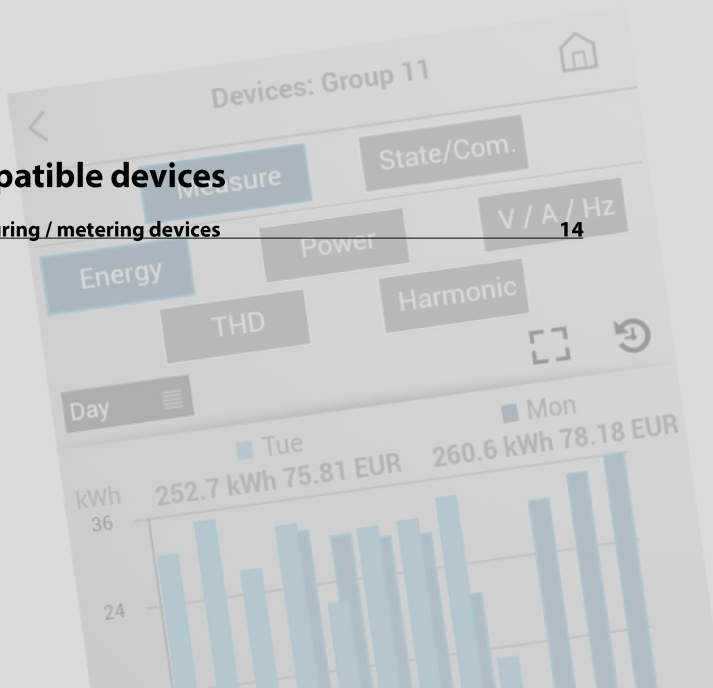 Devices: Group 11
State/Com.
patible devices
Measure
uring / metering devices 14
V / A / Hz
Power
Energy
Harmonic
THD
Day
Tue
Mon
252.7 kWh 75.81 EUR
260.6 kWh 78.18 EUR
kWh
36
24